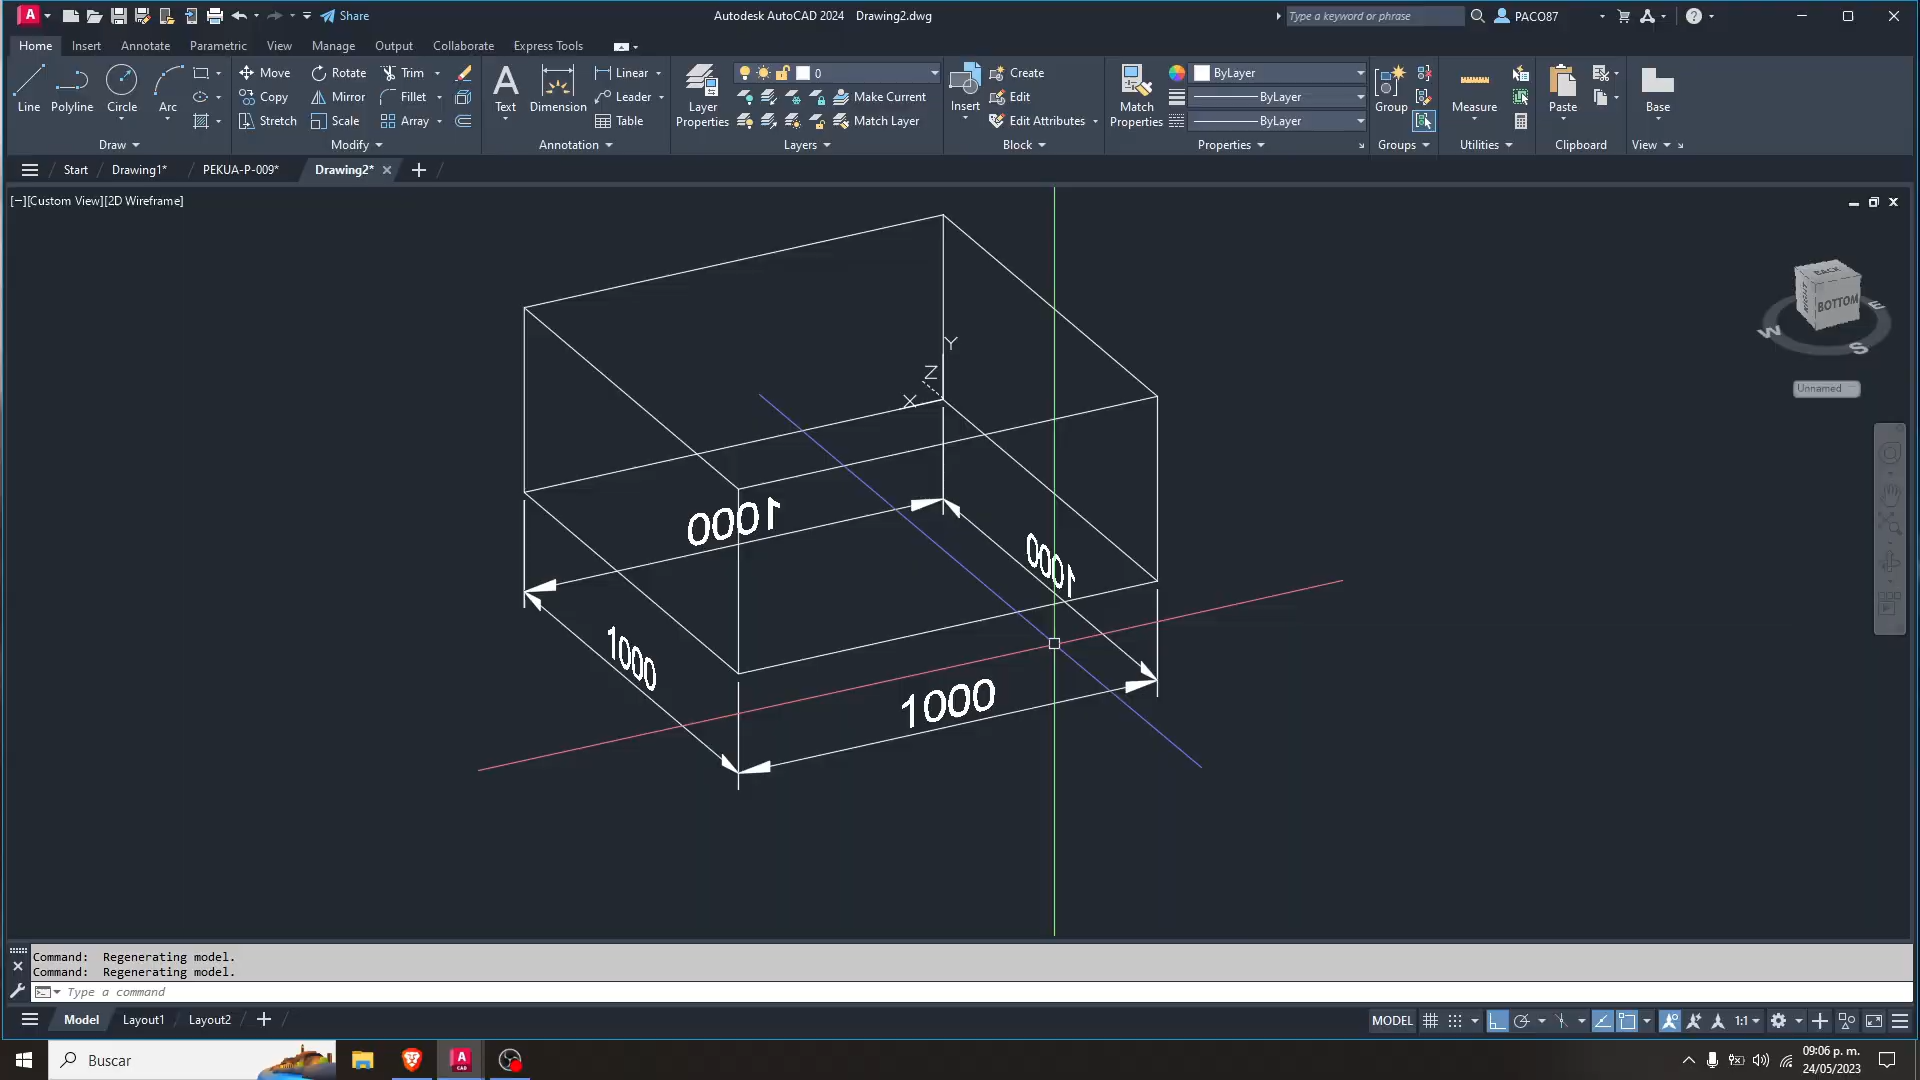 Share
Autodesk AutoCAD 2024 Drawing2.dwg
Type a keyword or phrase
PACO87
Home Insert Annotate Parametric View Manage Output Collaborate Express Tools
Line Polyline Circle Arc
Draw
Move Rotate Trim
Copy Mirror Fillet
Stretch Scale Array
Modify
Text Dimension
Linear
Leader
Table
Annotation
Layer Properties
0
Make Current
Match Layer
Layers
Insert
Create
Edit
Edit Attributes
Block
Match Properties
ByLayer
ByLayer
ByLayer
Properties
Group
Groups
Measure
Utilities
Paste
Clipboard
Base
View
Start Drawing1* PEKUA-P-009* Drawing2*
[−][Custom View][2D Wireframe]
BACK
BOTTOM
W
E
S
Unnamed
Y
Z
X
1000
1000
1000
1000
Command: Regenerating model.
Command: Regenerating model.
Type a command
Model Layout1 Layout2
MODEL
1:1
Buscar
09:06 p. m.
24/05/2023